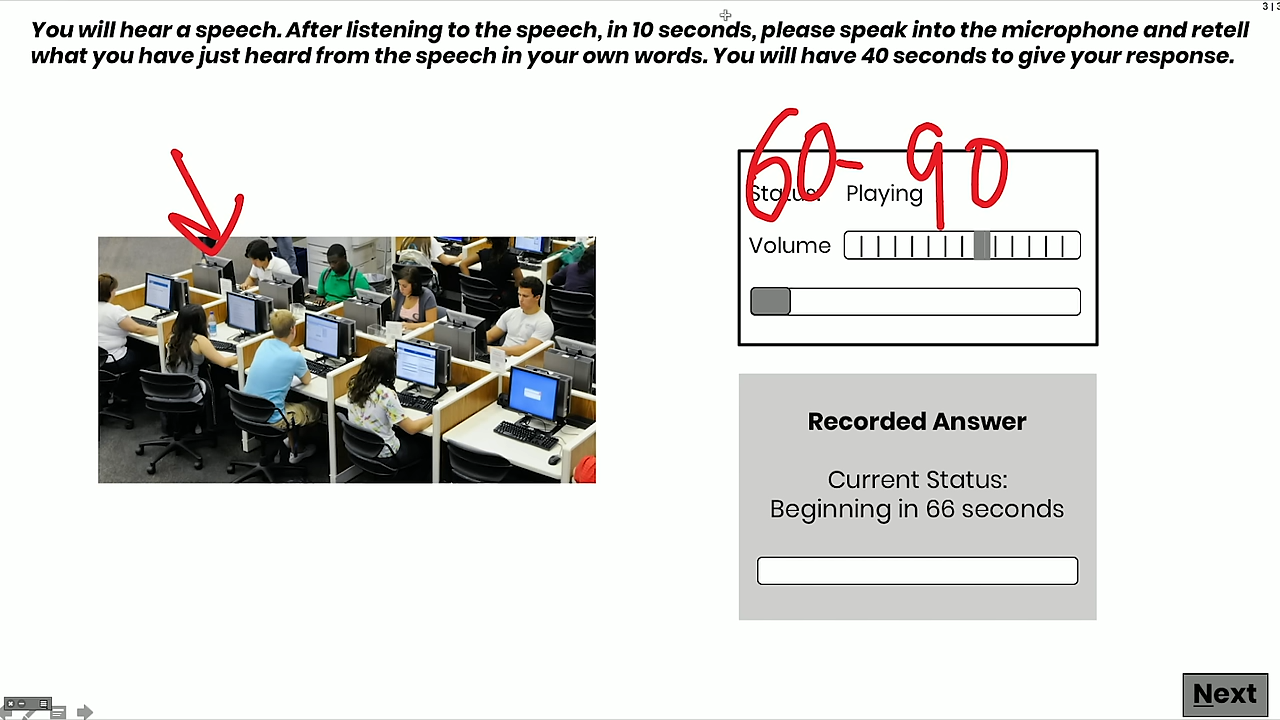 You will hear a speech. After listening to the speech, in 10 seconds, please speak into the microphone and retell
what you have just heard from the speech in your own words. You will have 40 seconds to give your response.
60-90
Status: Playing
Volume
Recorded Answer
Current Status:
Beginning in 66 seconds
Next